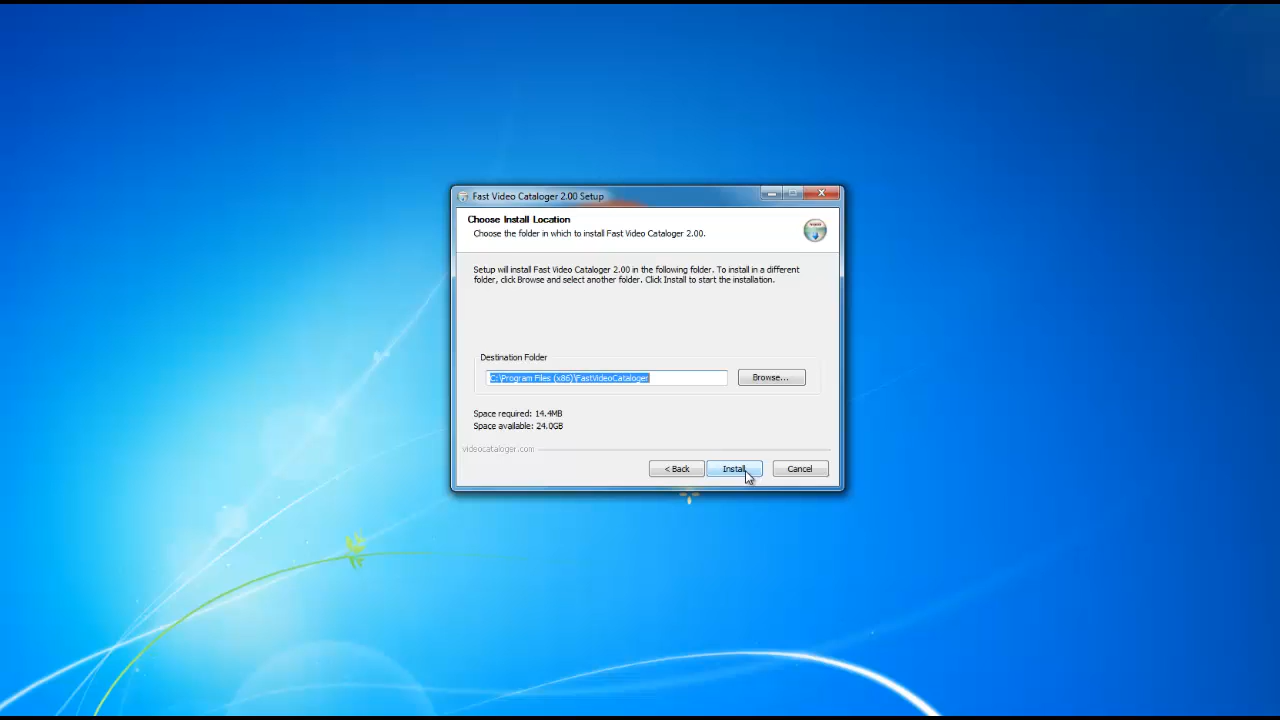 Fast Video Cataloger 2.00 Setup
Choose Install Location
Choose the folder in which to install Fast Video Cataloger 2.00.
Setup will install Fast Video Cataloger 2.00 in the following folder. To install in a different
folder, click Browse and select another folder. Click Install to start the installation.
Destination Folder
C:\Program Files (x86)\FastVideoCataloger
Browse...
Space required: 14.4MB
Space available: 24.0GB
videocataloger.com
< Back
Install
Cancel